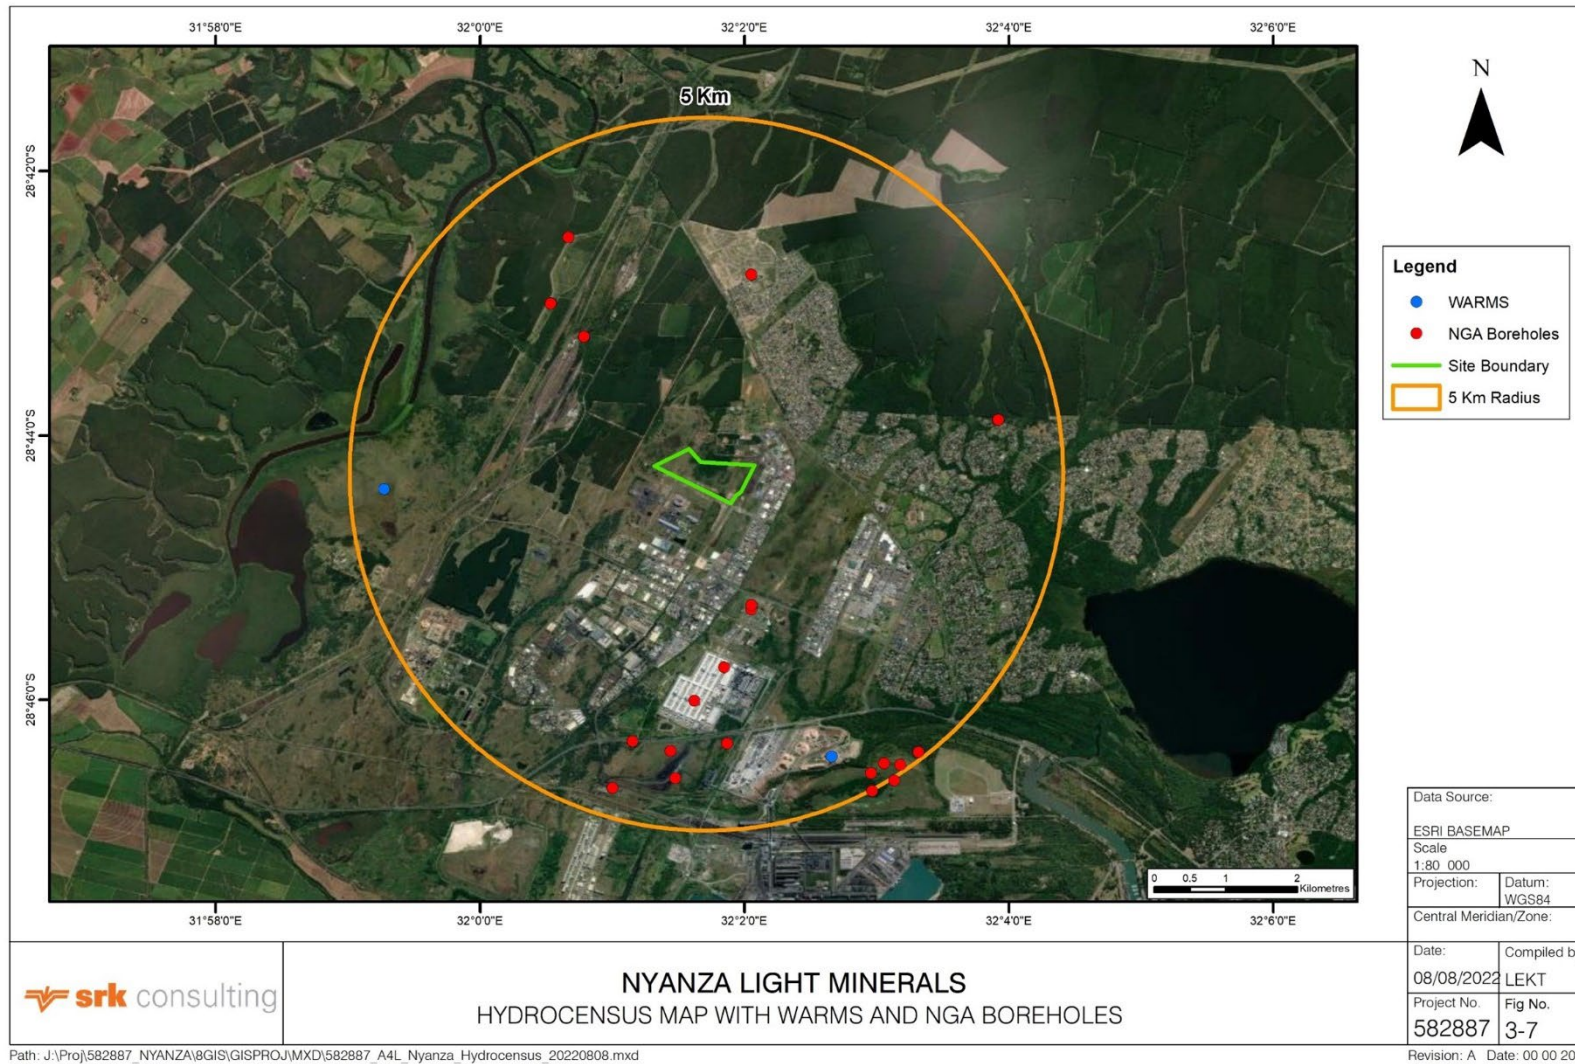 31°58'0"E 32°0'0"E 32°2'0"E 32°4'0"E 32°6'0"E
5 Km
N
28°42'0"S
28°44'0"S
28°46'0"S
Legend
WARMS
NGA Boreholes
Site Boundary
5 Km Radius
0 0.5 1 2
Kilometres
31°58'0"E 32°0'0"E 32°2'0"E 32°4'0"E 32°6'0"E
Data Source:
ESRI BASEMAP
Scale
1:80 000
Projection: Datum:
WGS84
Central Meridian/Zone:
Date: Compiled b
08/08/2022 LEKT
Project No. Fig No.
582887 3-7
srk consulting
NYANZA LIGHT MINERALS
HYDROCENSUS MAP WITH WARMS AND NGA BOREHOLES
Path: J:\Proj\582887_NYANZA\8GIS\GISPROJ\MXD\582887_A4L_Nyanza_Hydrocensus_20220808.mxd
Revision: A Date: 00 00 20